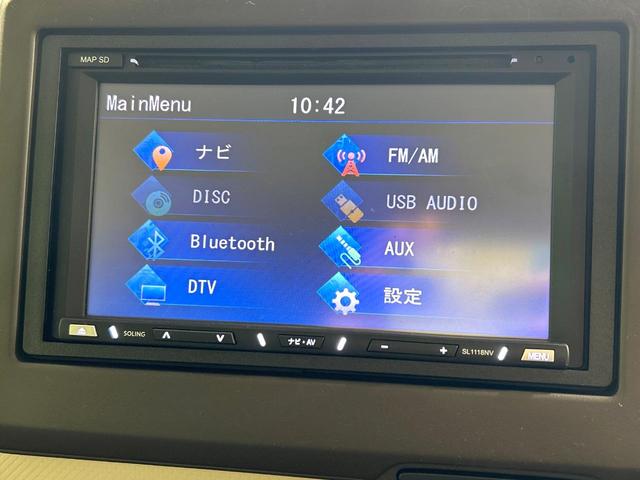 MAP SD
MainMenu 10:42
ナビ FM/AM
DISC USB AUDIO
Bluetooth AUX
DTV 設定
SOLING ナビ・AV SL1118NV MENU